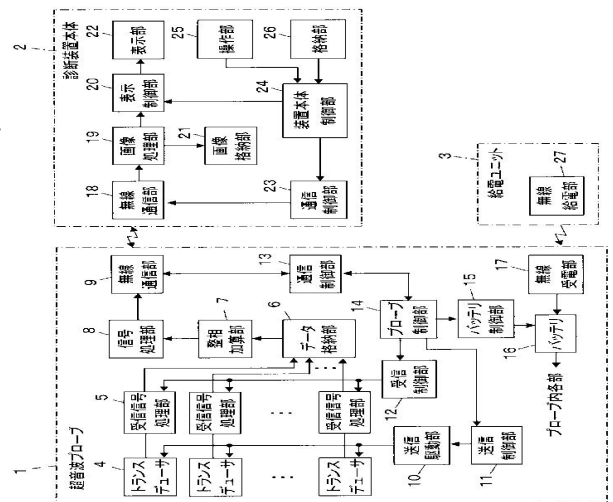 1
超音波プローブ
4
トランス
デューサ
トランス
デューサ
トランス
デューサ
5
受信信号
処理部
受信信号
処理部
受信信号
処理部
6
データ
格納部
7
整相
加算部
8
信号
処理部
9
無線
通信部
10
送信
駆動部
11
送信
制御部
12
受信
制御部
13
通信
制御部
14
プローブ
制御部
15
バッテリ
制御部
16
バッテリ
プローブ内各部
17
無線
受電部
2
診断装置本体
18
無線
通信部
19
画像
処理部
20
表示
制御部
21
画像
格納部
22
表示部
23
通信
制御部
24
装置本体
制御部
25
操作部
26
格納部
3
給電ユニット
27
無線
給電部